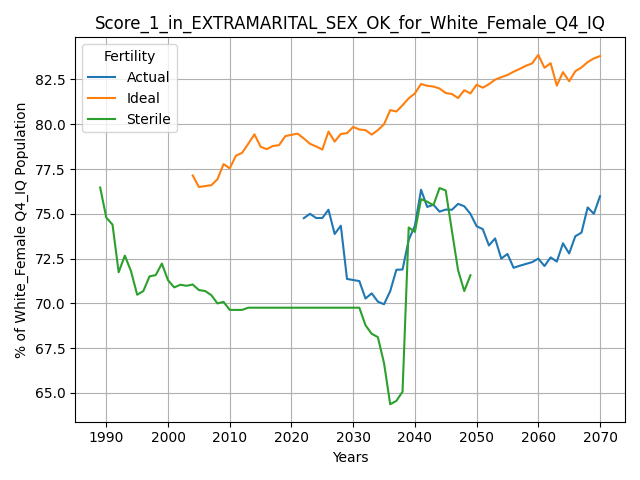 Score_1_in_EXTRAMARITAL_SEX_OK_for_White_Female_Q4_IQ
Fertility
Actual
Ideal
Sterile
% of White_Female Q4_IQ Population
82.5
80.0
77.5
75.0
72.5
70.0
67.5
65.0
1990 2000 2010 2020 2030 2040 2050 2060 2070
Years